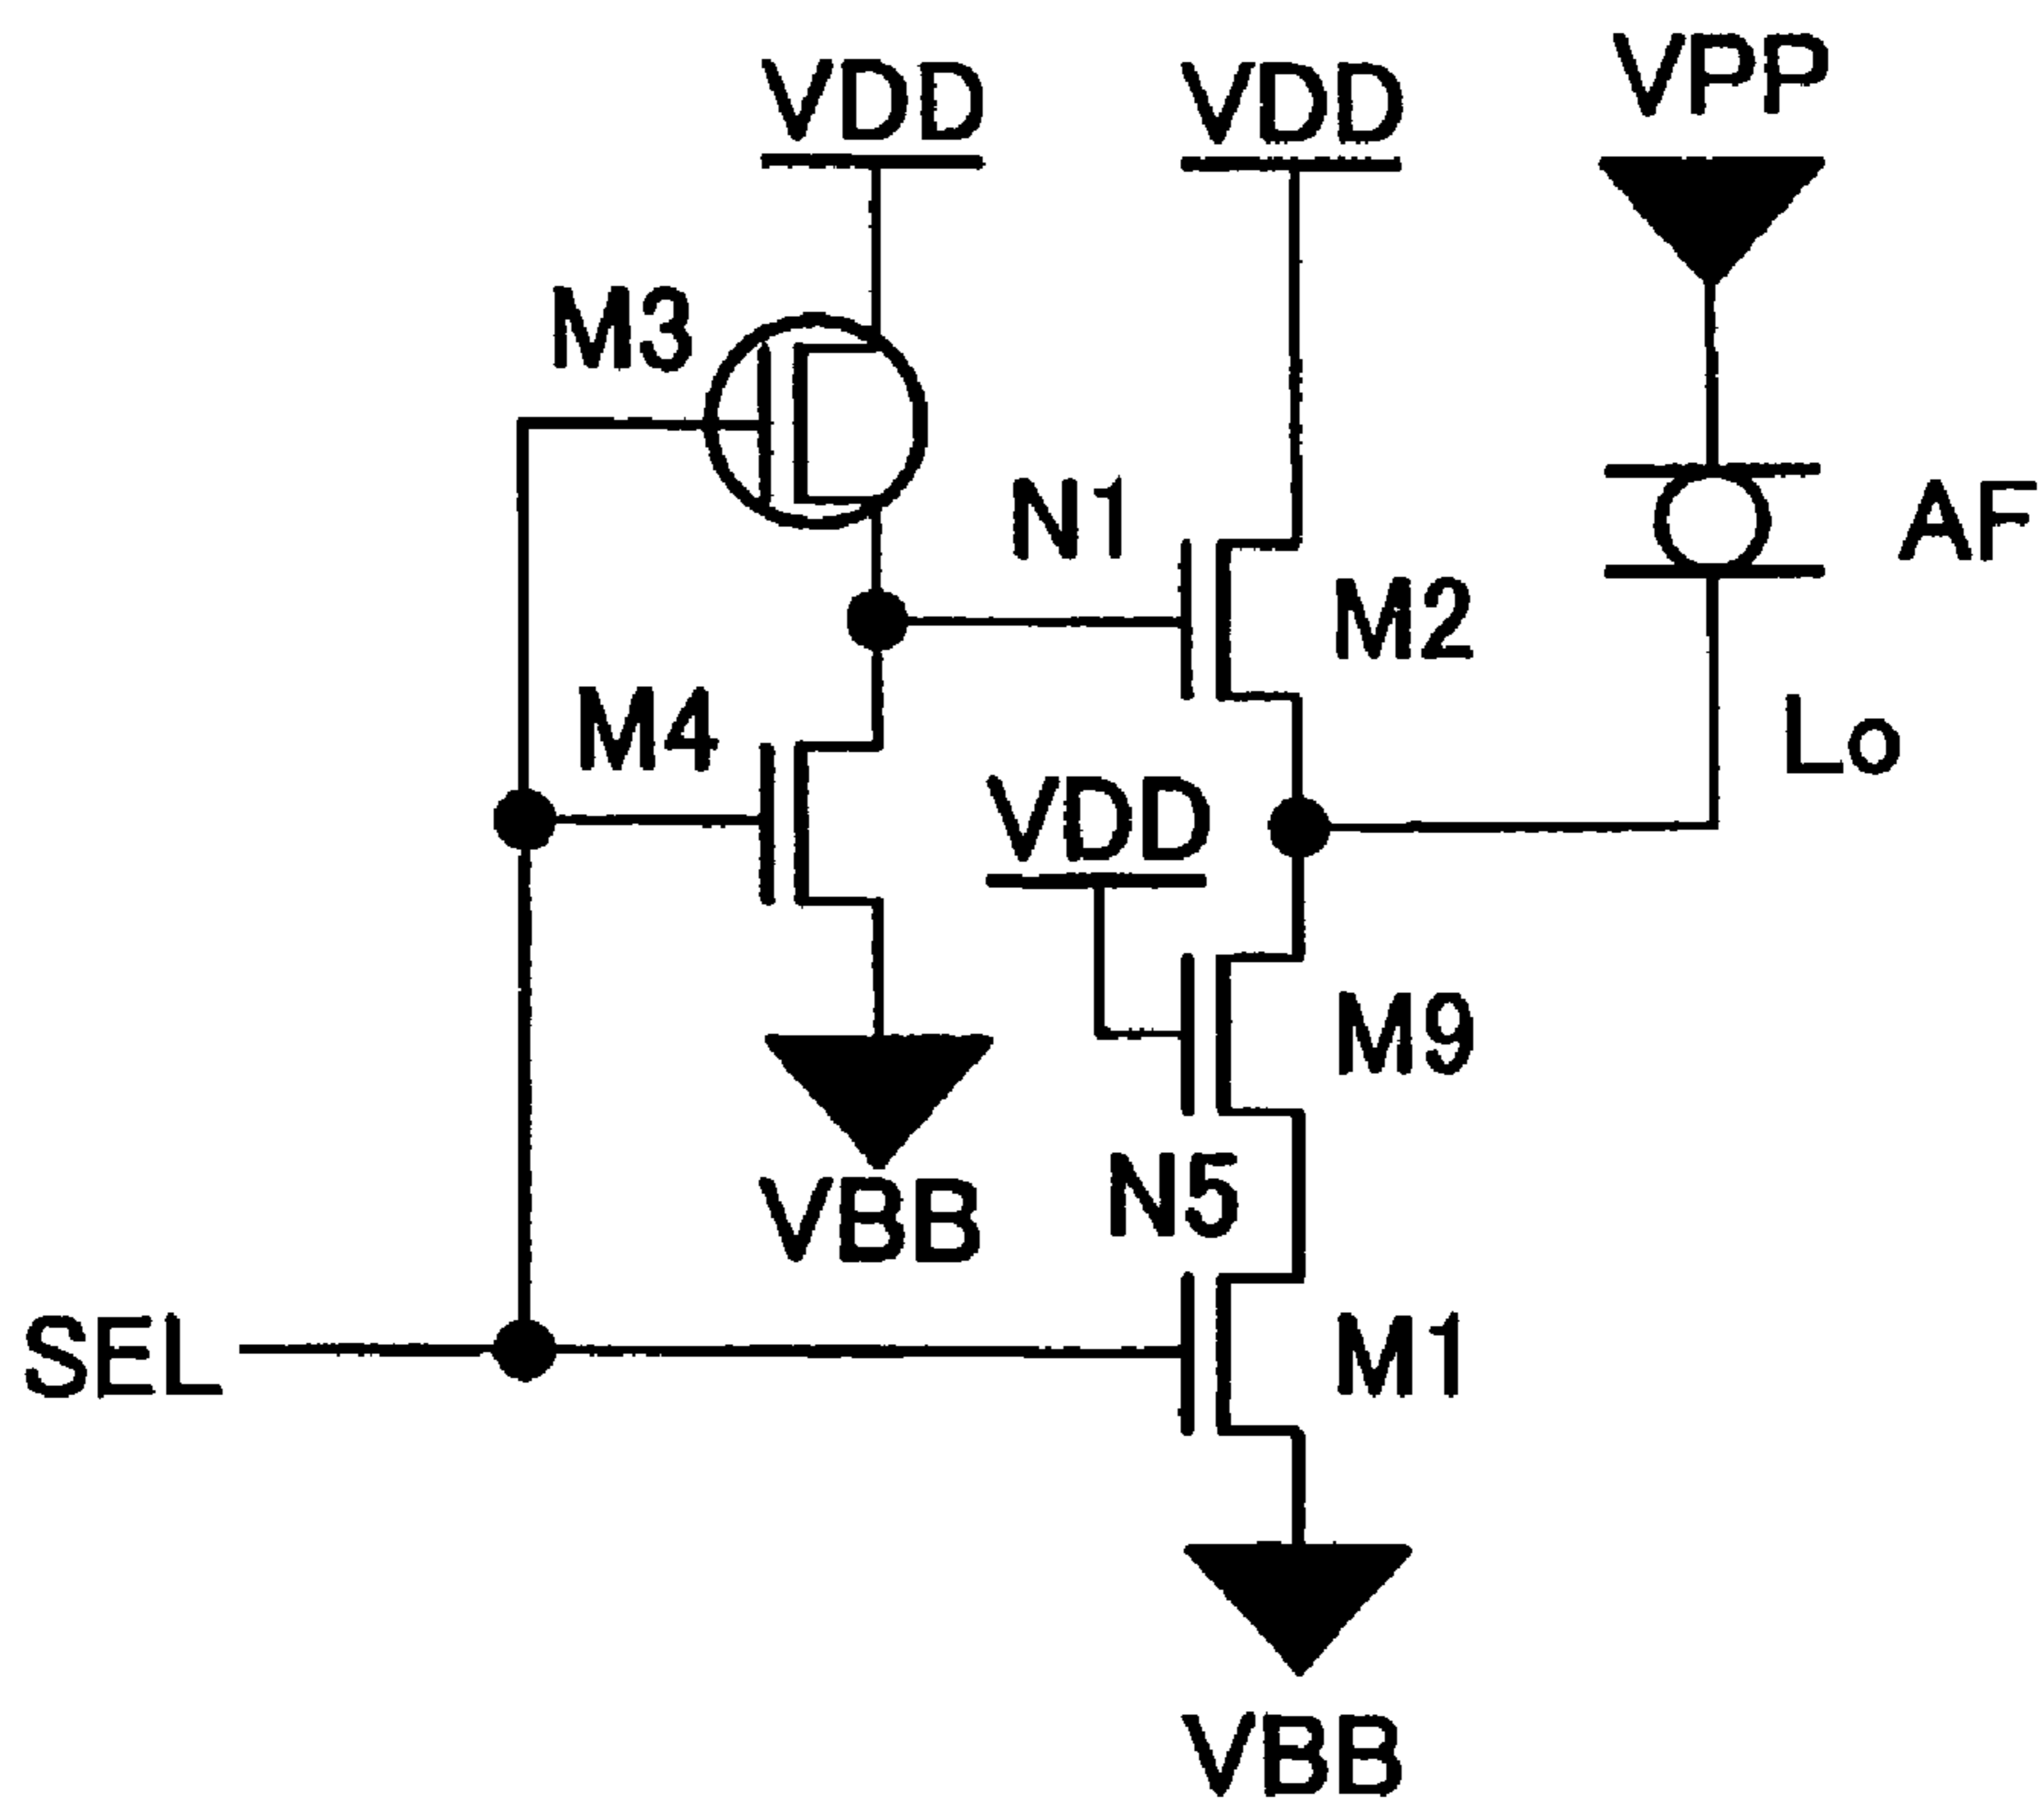 VDD VDD VPP
M3
N1 AF
M2
M4 Lo
VDD
M9
N5
VBB
SEL M1
VBB